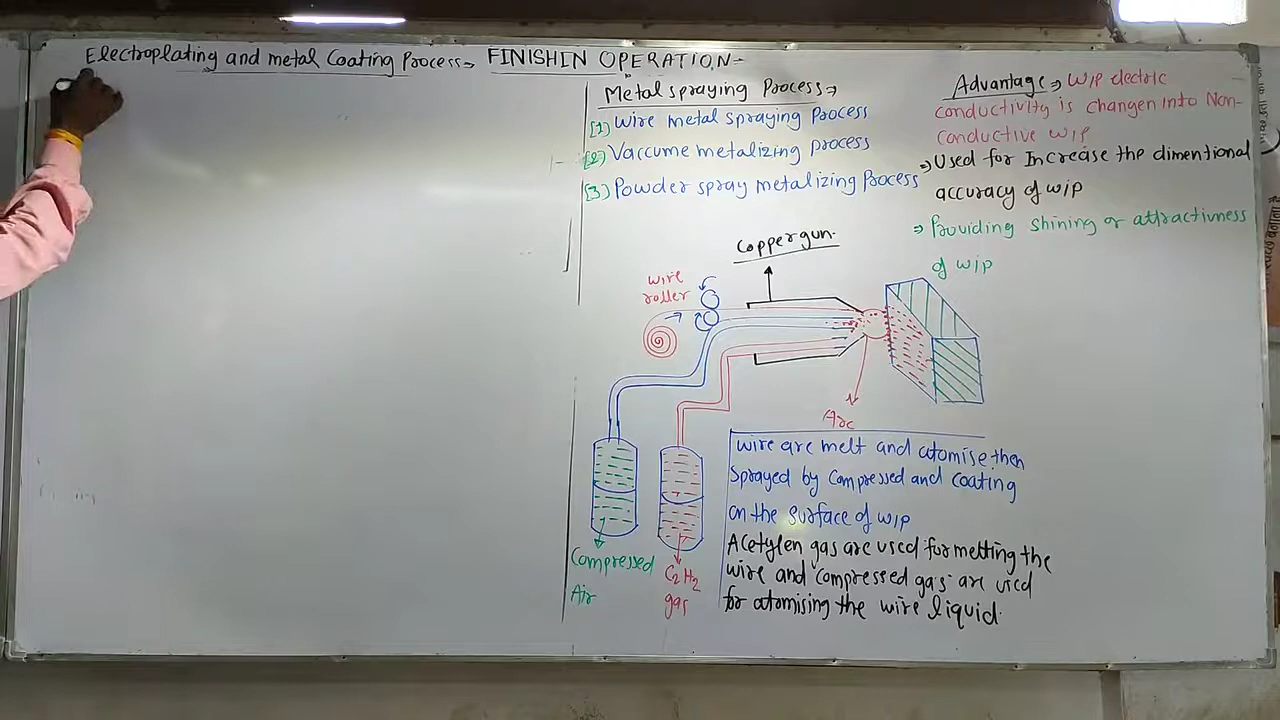 Electroplating and metal Coating Process⇒ FINISHIN OPERATION-
Metal spraying Process⇒
[1] Wire metal spraying Process
[2] Vaccume metalizing process
[3] Powder spray metalizing Process
Advantage⇒ W/P electric
conductivity is changen into Non-
conductive W/P
⇒ Used for Increase the dimentional
accuracy of W/P
⇒ Providing shining or attractivness
of W/P
Copper gun.
wire
roller
Arc
Compressed
Air
C2H2
gas
Wire are melt and atomise then
Sprayed by compressed and coating
on the surface of W/P
Acetylen gas are used for melting the
wire and compressed gas are used
for atomising the wire liquid.